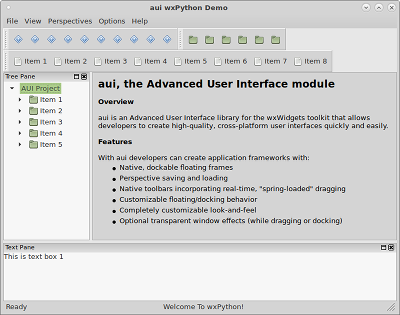 aui wxPython Demo
File View Perspectives Options Help
Item 1 Item 2 Item 3 Item 4 Item 5 Item 6 Item 7 Item 8
Tree Pane
AUI Project
Item 1
Item 2
Item 3
Item 4
Item 5
aui, the Advanced User Interface module
Overview
aui is an Advanced User Interface library for the wxWidgets toolkit that allows
developers to create high-quality, cross-platform user interfaces quickly and easily.
Features
With aui developers can create application frameworks with:
• Native, dockable floating frames
• Perspective saving and loading
• Native toolbars incorporating real-time, "spring-loaded" dragging
• Customizable floating/docking behavior
• Completely customizable look-and-feel
• Optional transparent window effects (while dragging or docking)
Text Pane
This is text box 1
Ready Welcome To wxPython!